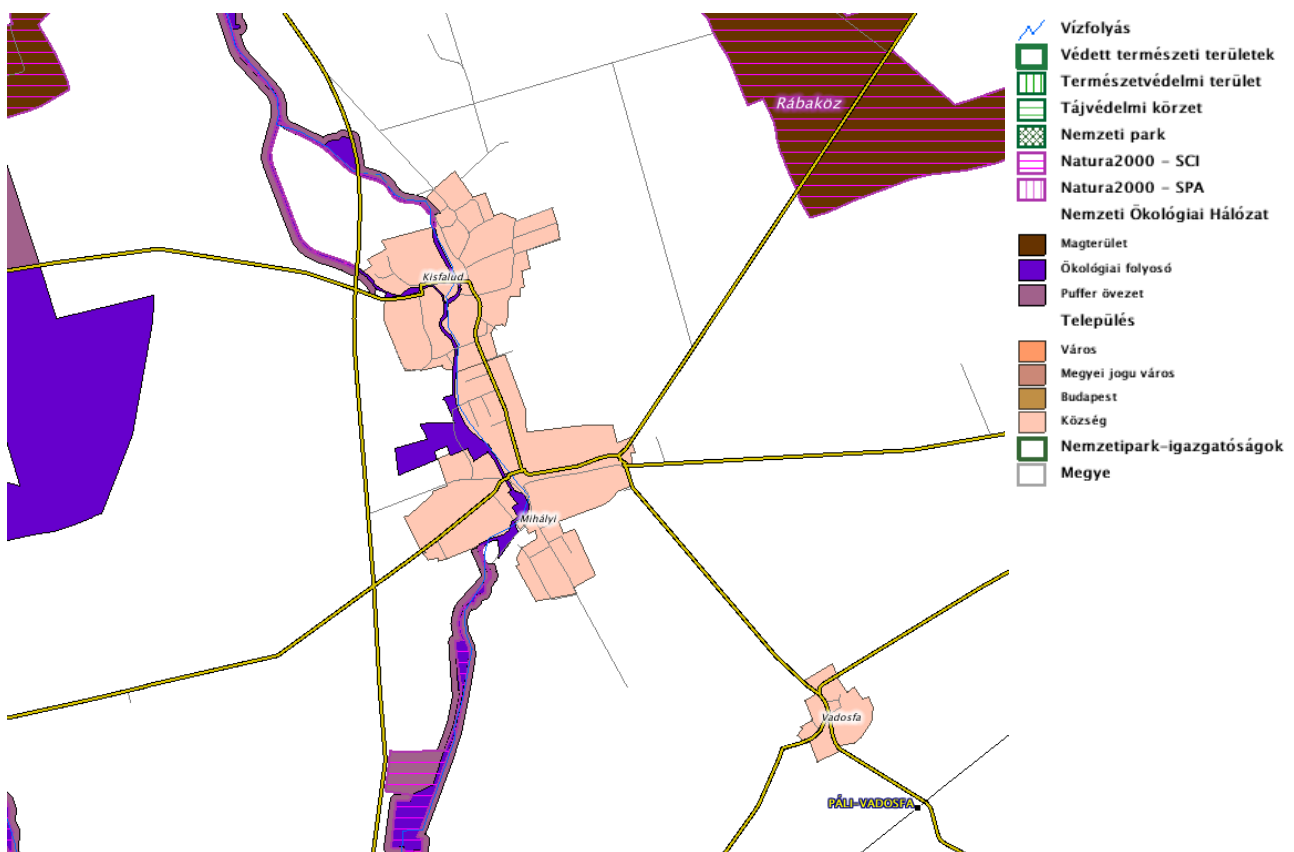 Rábaköz
Kisfalud
Mihályi
Vadosfa
PÁLI-VADOSFA
Vízfolyás
Védett természeti területek
Természetvédelmi terület
Tájvédelmi körzet
Nemzeti park
Natura2000 - SCI
Natura2000 - SPA
Nemzeti Ökológiai Hálózat
Magterület
Ökológiai folyosó
Puffer övezet
Település
Város
Megyei jogu város
Budapest
Község
Nemzetipark-igazgatóságok
Megye